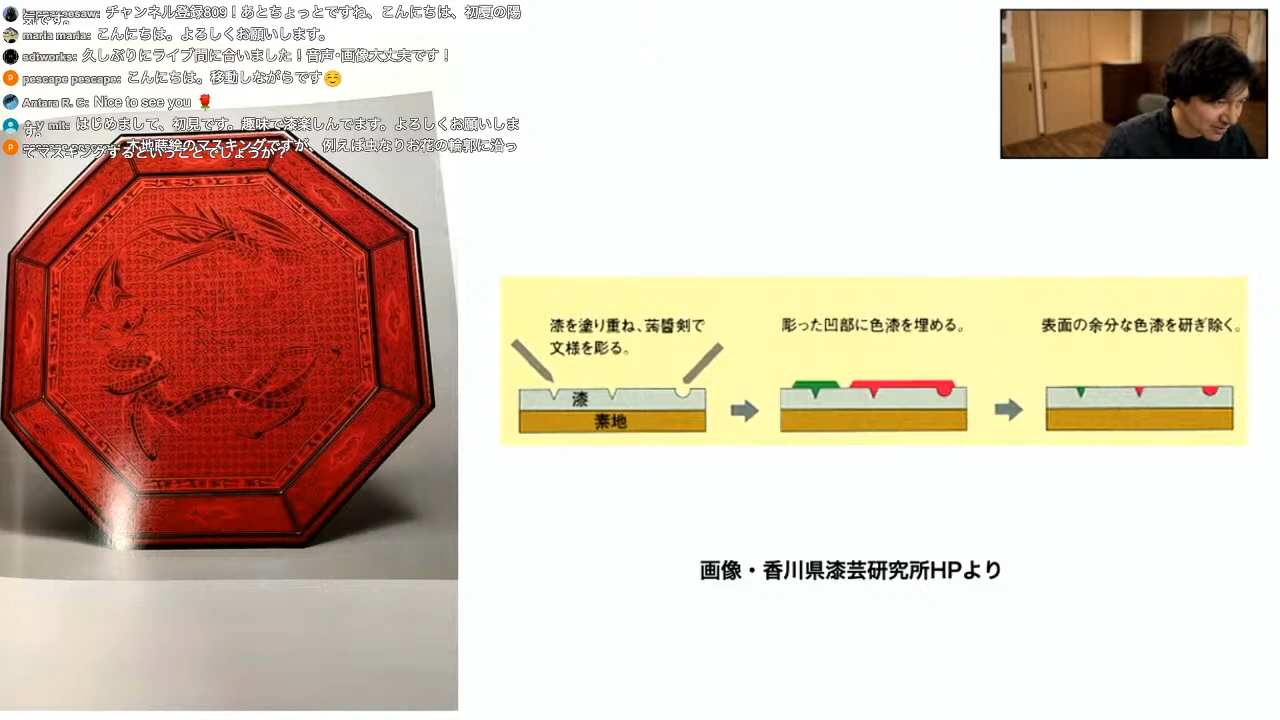 チャンネル登録809！あとちょっとですね、こんにちは、初夏の陽
気です。
maria maria: こんにちは。よろしくお願いします。
sdtworks: 久しぶりにライブ間に合いました！音声·画像大丈夫です！
pescape pescape: こんにちは。移動しながらです☺️
Antara R. C: Nice to see you 🌹
mit: はじめまして、初見です。趣味で漆楽しんでます。よろしくお願いしま
す。
木地蒔絵のマスキングですが、例えば虫なりお花の輪郭に沿っ
てマスキングするということでしょうか？
漆を塗り重ね、蒟醬剣で
文様を彫る。
漆
素地
彫った凹部に色漆を埋める。
表面の余分な色漆を研ぎ除く。
画像・香川県漆芸研究所HPより